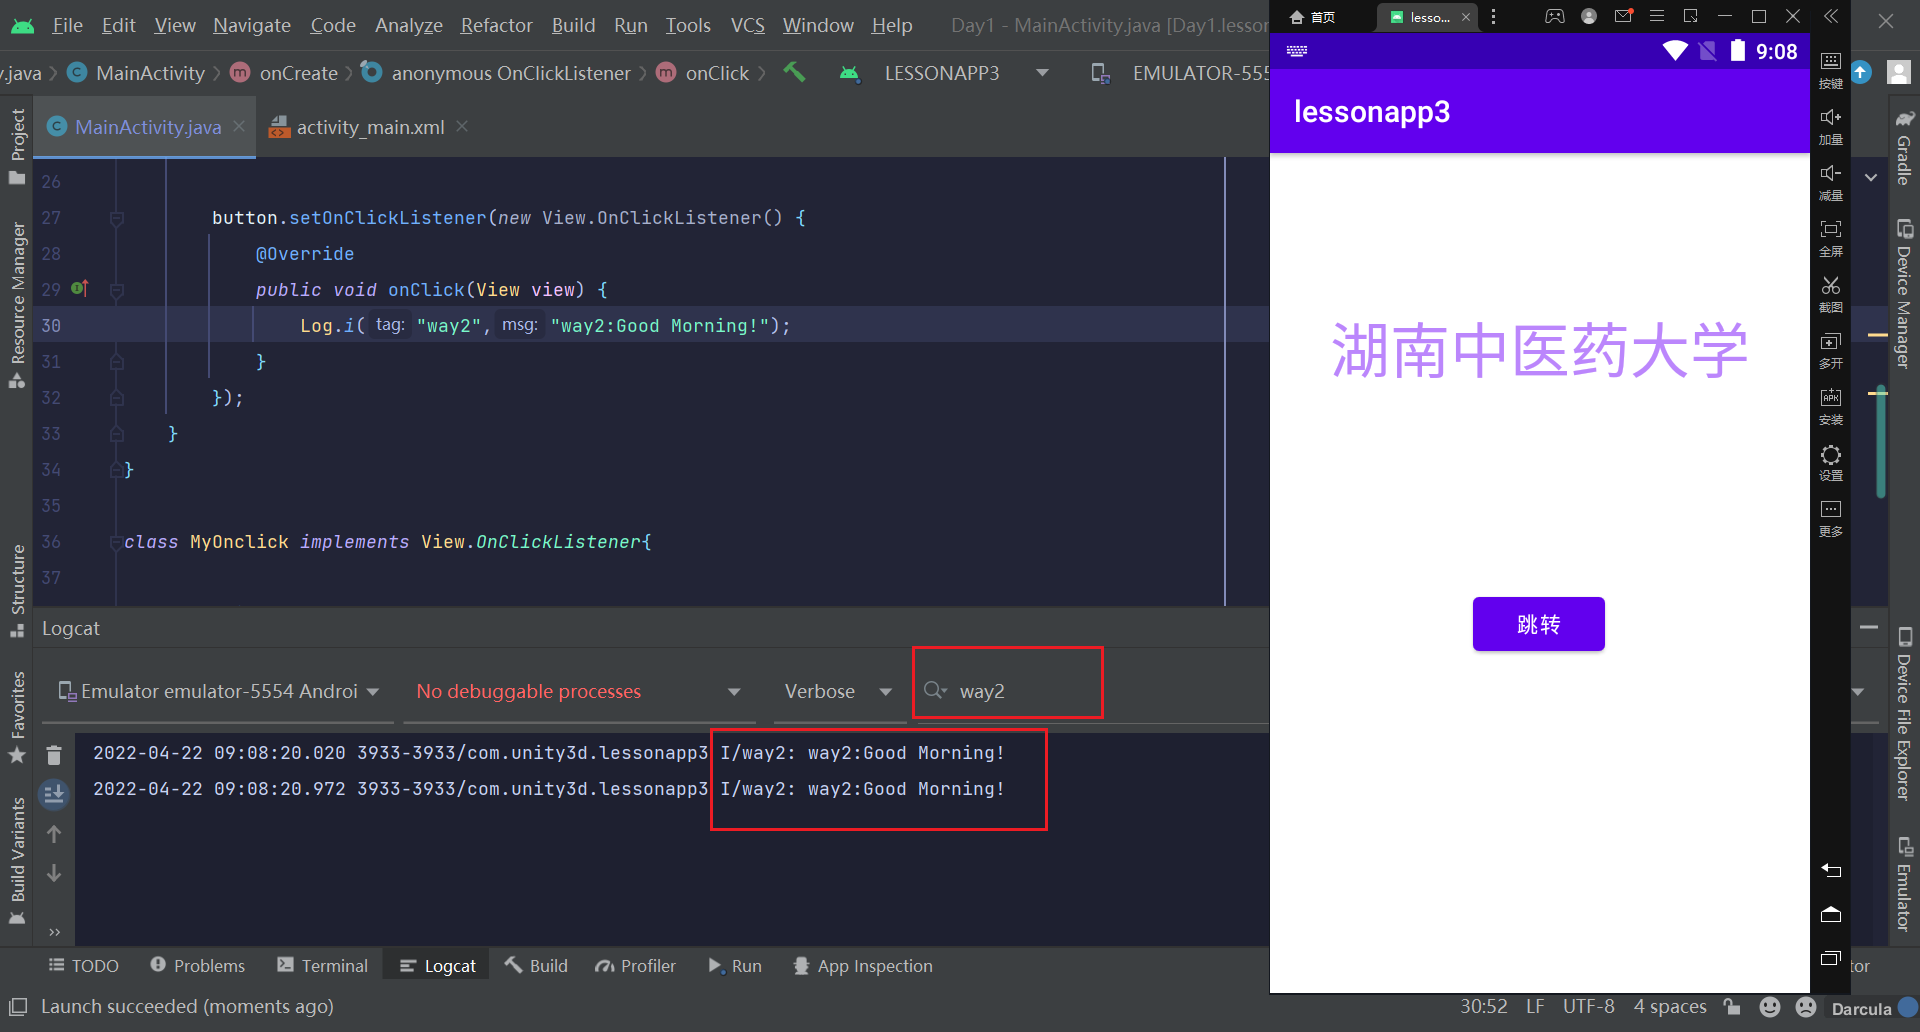 File Edit View Navigate Code Analyze Refactor Build Run Tools VCS Window Help Day1 - MainActivity.java [Day1.lesson
y.java MainActivity onCreate anonymous OnClickListener onClick LESSONAPP3 EMULATOR-555
MainActivity.java activity_main.xml
Project
Resource Manager
Structure
Favorites
Build Variants
26
27 button.setOnClickListener(new View.OnClickListener() {
28 @Override
29 public void onClick(View view) {
30 Log.i( tag: "way2", msg: "way2:Good Morning!");
31 }
32 });
33 }
34 }
35
36 class MyOnclick implements View.OnClickListener{
37
Logcat
Emulator emulator-5554 Androi No debuggable processes Verbose way2
2022-04-22 09:08:20.020 3933-3933/com.unity3d.lessonapp3 I/way2: way2:Good Morning!
2022-04-22 09:08:20.972 3933-3933/com.unity3d.lessonapp3 I/way2: way2:Good Morning!
TODO Problems Terminal Logcat Build Profiler Run App Inspection
Launch succeeded (moments ago)
30:52 LF UTF-8 4 spaces Darcula
首页 lesso...
9:08
lessonapp3
湖南中医药大学
跳转
按键
加量
减量
全屏
截图
多开
APK
安装
设置
更多
Gradle
Device Manager
Device File Explorer
Emulator
tor